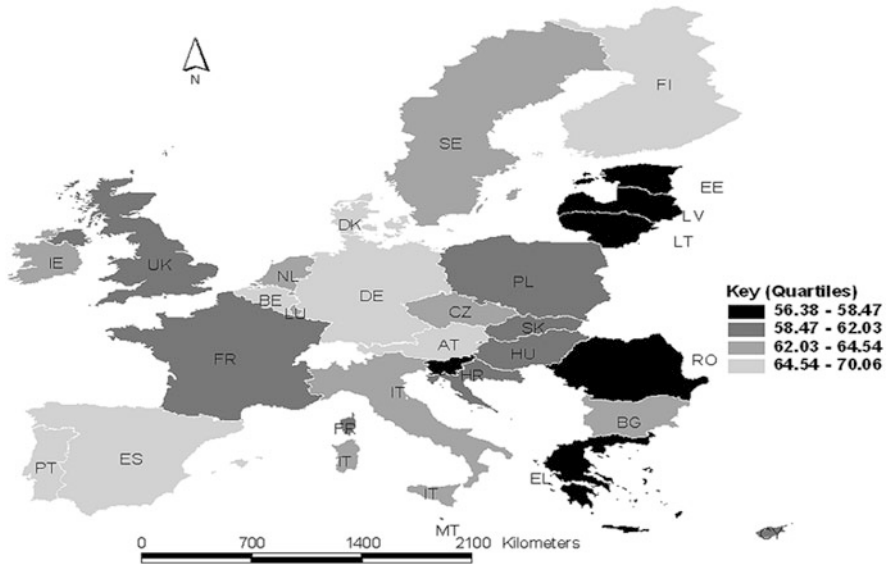 N
FI
SE
EE
LV
LT
DK
IE
UK
NL
BE
LU
DE
PL
CZ
SK
AT
HU
FR
HR
RO
IT
BG
FR
IT
PT
ES
IT
EL
MT
CY
Key (Quartiles)
56.38 - 58.47
58.47 - 62.03
62.03 - 64.54
64.54 - 70.06
0 700 1400 2100 Kilometers